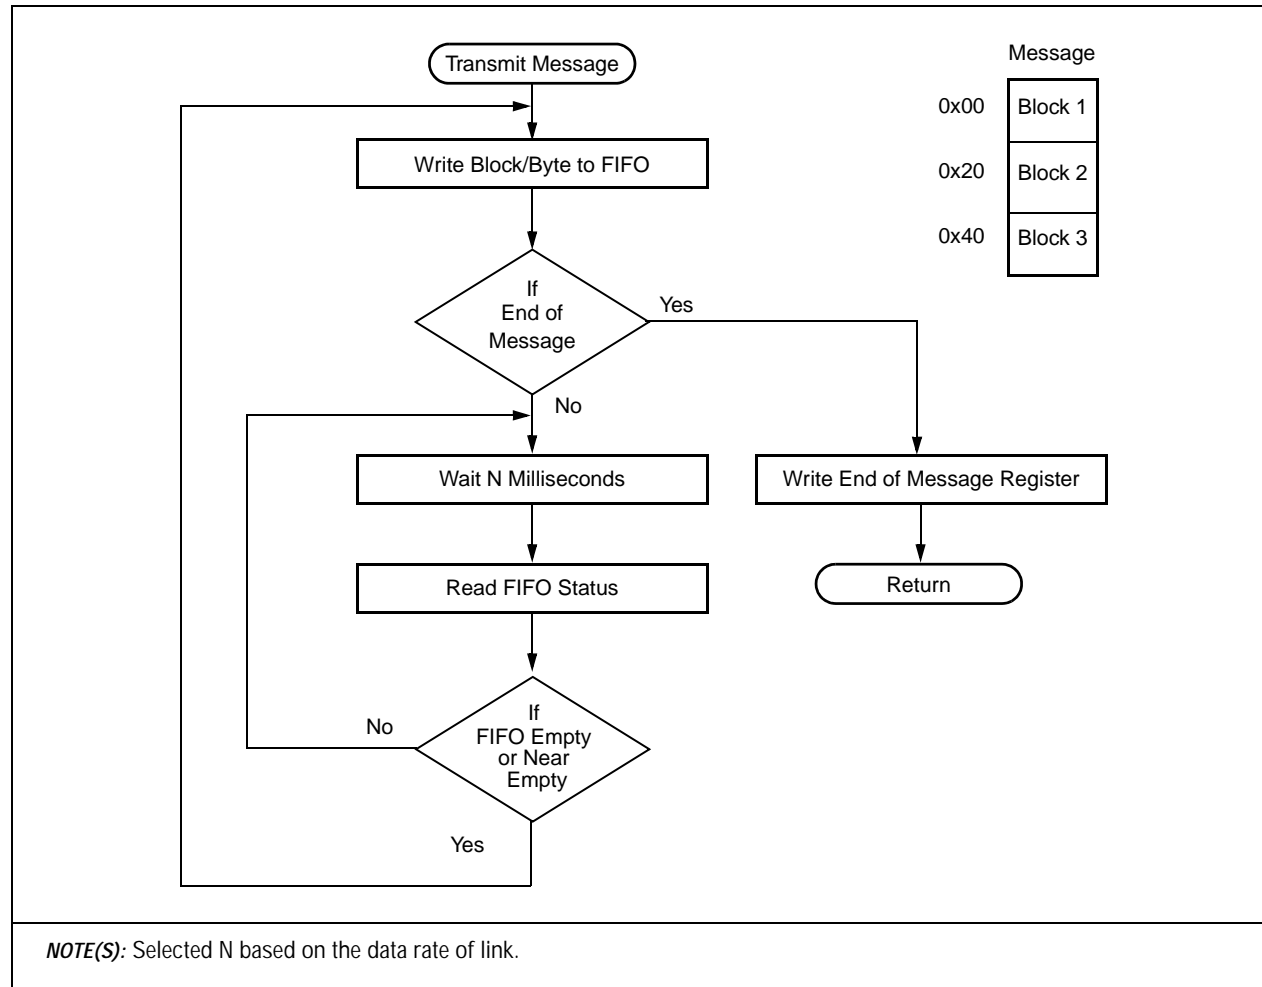 Transmit Message
Message
0x00
Block 1
Write Block/Byte to FIFO
0x20
Block 2
0x40
Block 3
If
End of
Message
Yes
No
Wait N Milliseconds
Write End of Message Register
Read FIFO Status
Return
If
FIFO Empty
or Near
Empty
No
Yes
NOTE(S): Selected N based on the data rate of link.